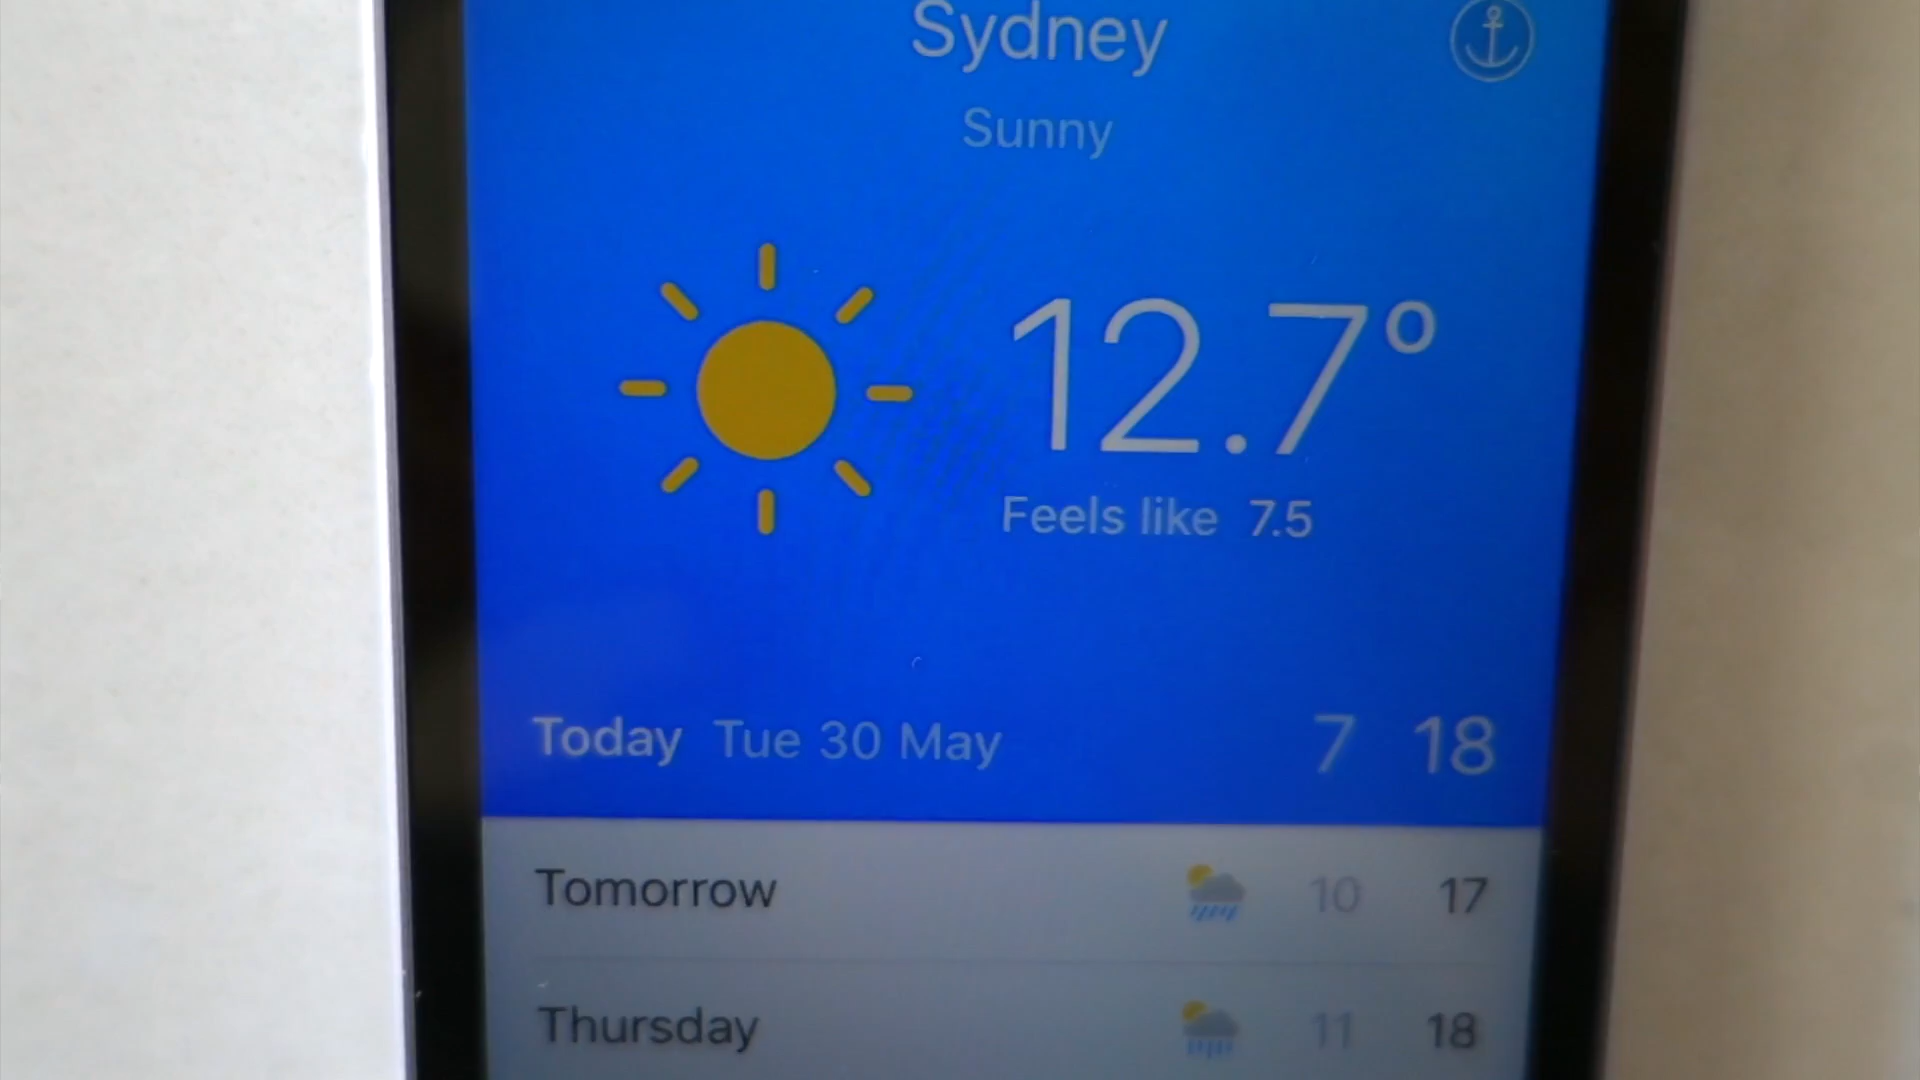 Sydney
Sunny
12.7°
Feels like 7.5
Today Tue 30 May 7 18
Tomorrow 10 17
Thursday 11 18